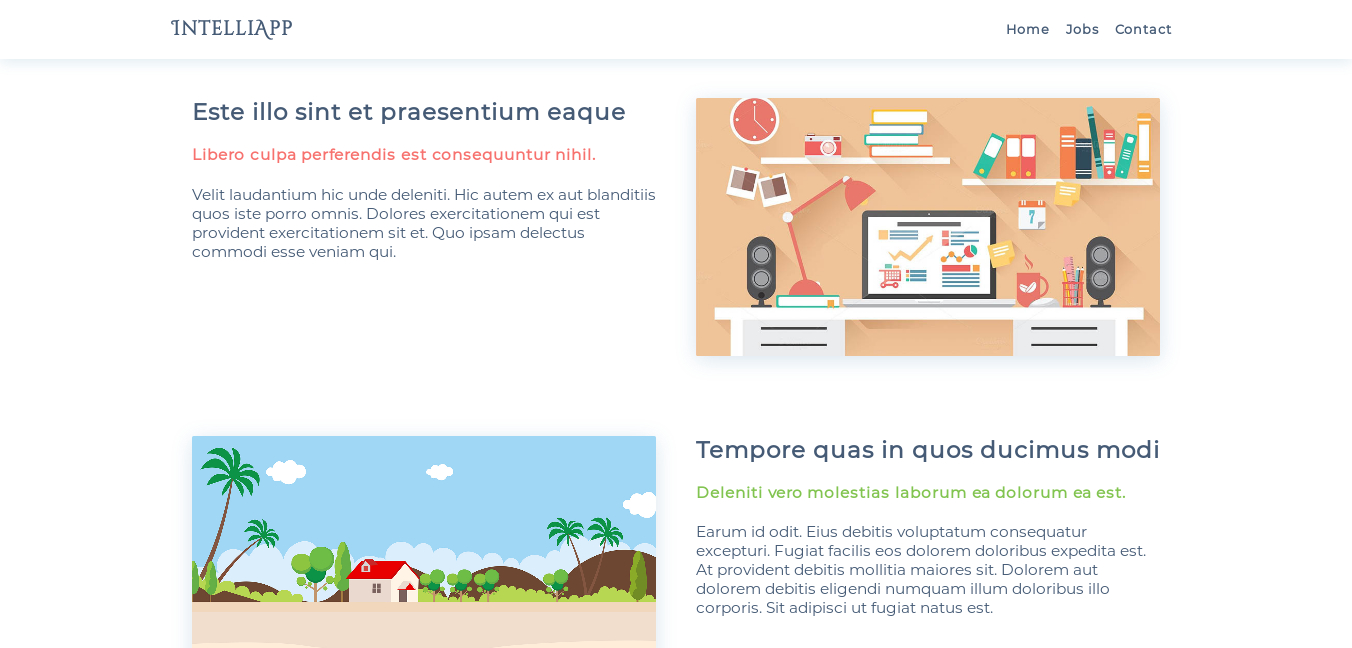 IntelliApp
Home Jobs Contact
Este illo sint et praesentium eaque
Libero culpa perferendis est consequuntur nihil.
Velit laudantium hic unde deleniti. Hic autem ex aut blanditiis
quos iste porro omnis. Dolores exercitationem qui est
provident exercitationem sit et. Quo ipsam delectus
commodi esse veniam qui.
7
Tempore quas in quos ducimus modi
Deleniti vero molestias laborum ea dolorum ea est.
Earum id odit. Eius debitis voluptatum consequatur
excepturi. Fugiat facilis eos dolorem doloribus expedita est.
At provident debitis mollitia maiores sit. Dolorem aut
dolorem debitis eligendi numquam illum doloribus illo
corporis. Sit adipisci ut fugiat natus est.